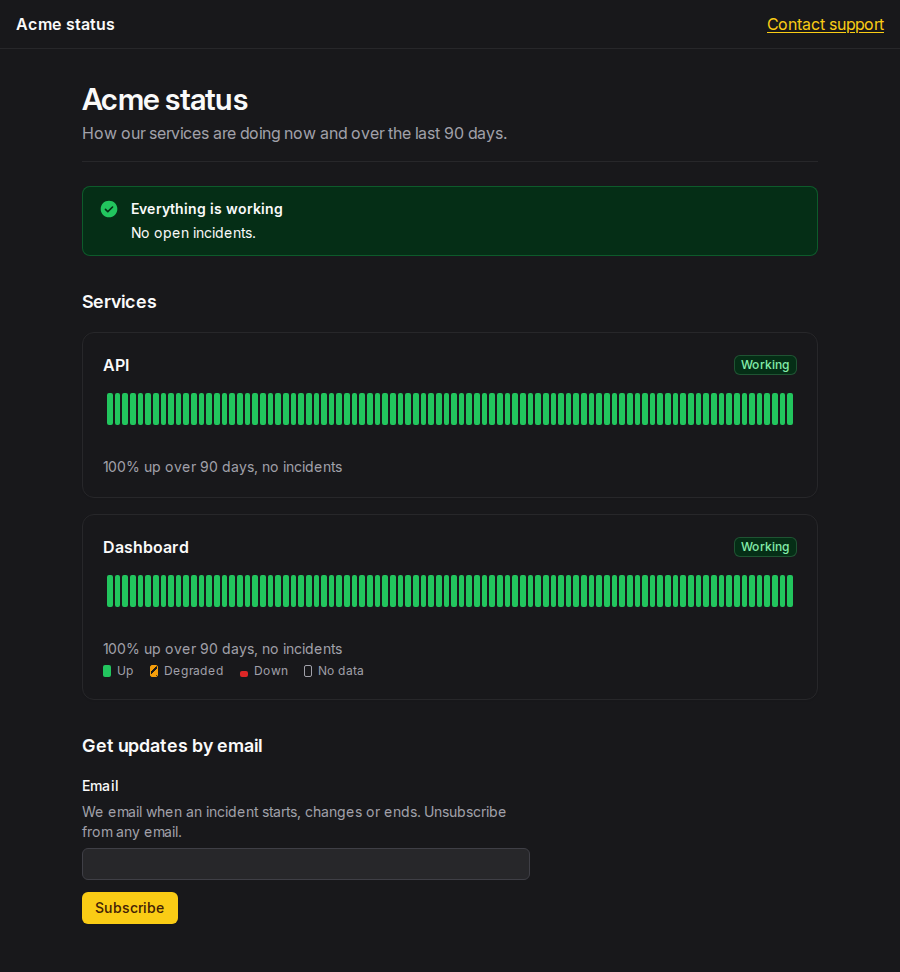 Acme status
Contact support
Acme status
How our services are doing now and over the last 90 days.
Everything is working
No open incidents.
Services
API
Working
100% up over 90 days, no incidents
Dashboard
Working
100% up over 90 days, no incidents
Up Degraded Down No data
Get updates by email
Email
We email when an incident starts, changes or ends. Unsubscribe
from any email.
Subscribe